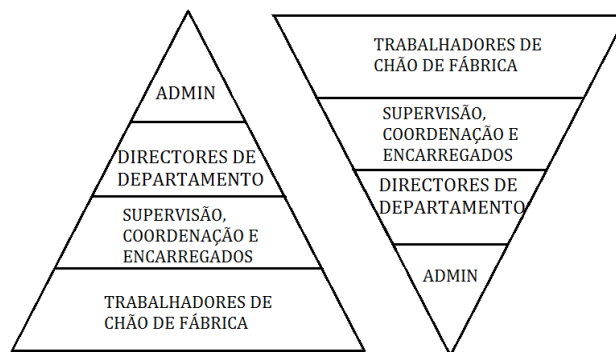 ADMIN
DIRECTORES DE
DEPARTAMENTO
SUPERVISÃO,
COORDENAÇÃO E
ENCARREGADOS
TRABALHADORES DE
CHÃO DE FÁBRICA
TRABALHADORES DE
CHÃO DE FÁBRICA
SUPERVISÃO,
COORDENAÇÃO E
ENCARREGADOS
DIRECTORES DE
DEPARTAMENTO
ADMIN